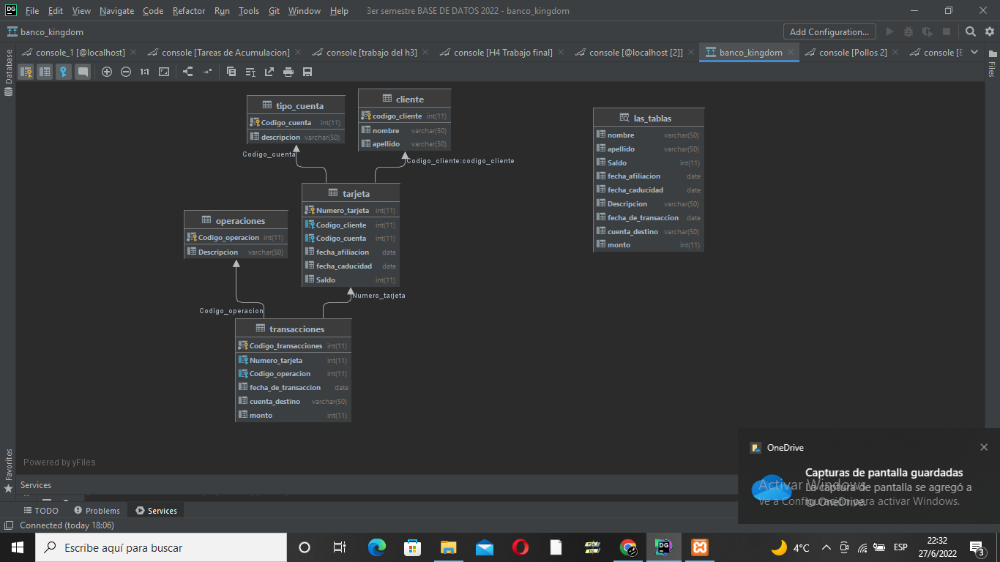 DG File Edit View Navigate Code Refactor Run Tools Git Window Help 3er semestre BASE DE DATOS 2022 - banco_kingdom
banco_kingdom Add Configuration...
console_1 [@localhost] console [Tareas de Acumulacion] console [trabajo del h3] console [H4 Trabajo final] console [@localhost [2]] banco_kingdom console [Pollos 2] console [E
Database
Files
1:1
tipo_cuenta
Codigo_cuenta int(11)
descripcion varchar(50)
cliente
codigo_cliente int(11)
nombre varchar(50)
apellido varchar(50)
Codigo_cuenta
Codigo_cliente:codigo_cliente
las_tablas
nombre varchar(50)
apellido varchar(50)
Saldo int(11)
fecha_afiliacion date
fecha_caducidad date
Descripcion varchar(50)
fecha_de_transaccion date
cuenta_destino varchar(50)
monto int(11)
tarjeta
Numero_tarjeta int(11)
Codigo_cliente int(11)
Codigo_cuenta int(11)
fecha_afiliacion date
fecha_caducidad date
Saldo int(11)
operaciones
Codigo_operacion int(11)
Descripcion varchar(50)
Numero_tarjeta
Codigo_operacion
transacciones
Codigo_transacciones int(11)
Numero_tarjeta int(11)
Codigo_operacion int(11)
fecha_de_transaccion date
cuenta_destino varchar(50)
monto int(11)
Favorites
Powered by yFiles
OneDrive
Capturas de pantalla guardadas
La captura de pantalla se agregó a
tu OneDrive.
Activar Windows
Ve a Configuración para activar Windows.
Services
TODO Problems Services
Connected (today 18:06)
Escribe aquí para buscar
DG
4°C ESP 22:32
27/6/2022
3